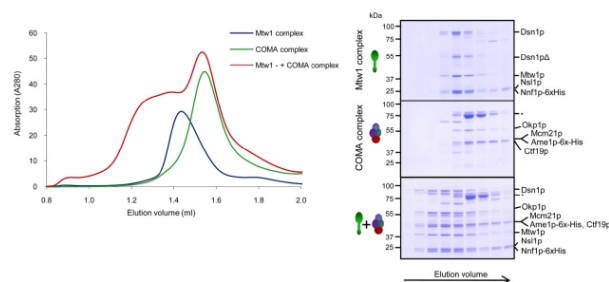 60
50
40
30
20
10
0
Absorption (A280)
0.8
1.0
1.2
1.4
1.6
1.8
2.0
Elution volume (ml)
Mtw1 complex
COMA complex
Mtw1 - + COMA complex
kDa
Mtw1 complex
100
75
55
37
25
Dsn1p
Dsn1pΔ
Mtw1p
Nsl1p
Nnf1p-6xHis
COMA complex
100
75
55
37
25
*
Okp1p
Mcm21p
Ame1p-6x-His
Ctf19p
+
100
75
55
37
25
Dsn1p
*
Okp1p
Mcm21p
Ame1p-6x-His, Ctf19p
Mtw1p
Nsl1p
Nnf1p-6xHis
Elution volume